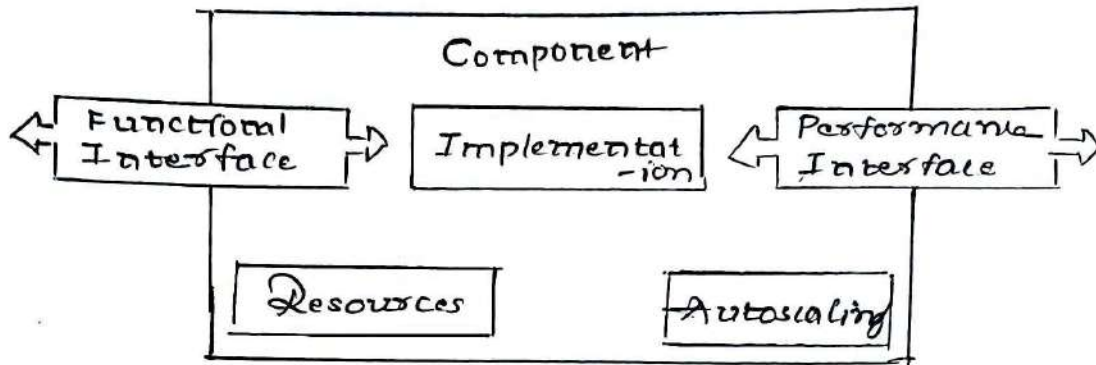 Component
Functional
Interface
Implementat
-ion
Performance
Interface
Resources
Autoscaling